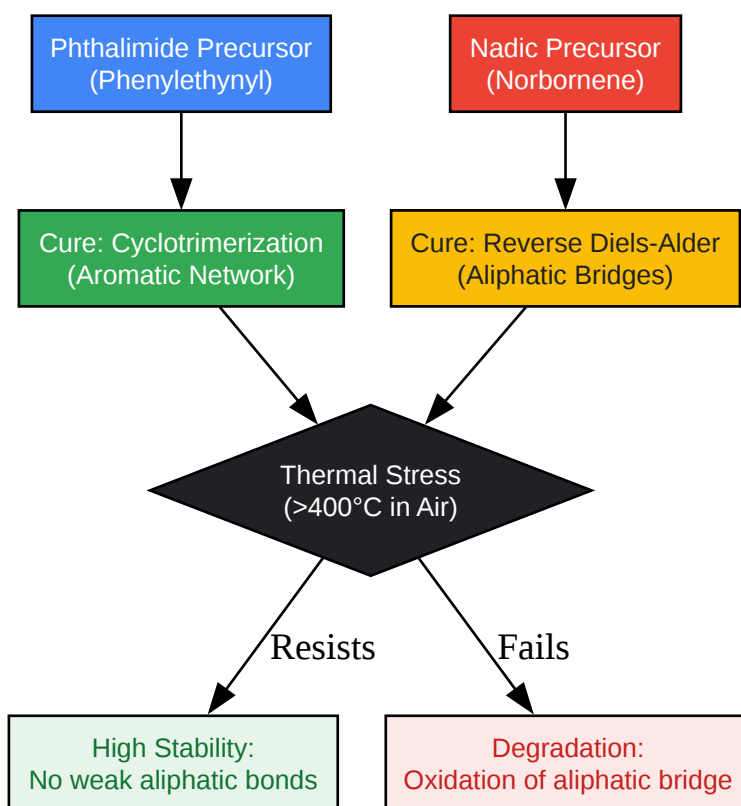 Phthalimide Precursor
(Phenylethynyl)
Nadic Precursor
(Norbornene)
Cure: Cyclotrimerization
(Aromatic Network)
Cure: Reverse Diels-Alder
(Aliphatic Bridges)
Thermal Stress
(>400°C in Air)
Resists
Fails
High Stability:
No weak aliphatic bonds
Degradation:
Oxidation of aliphatic bridge